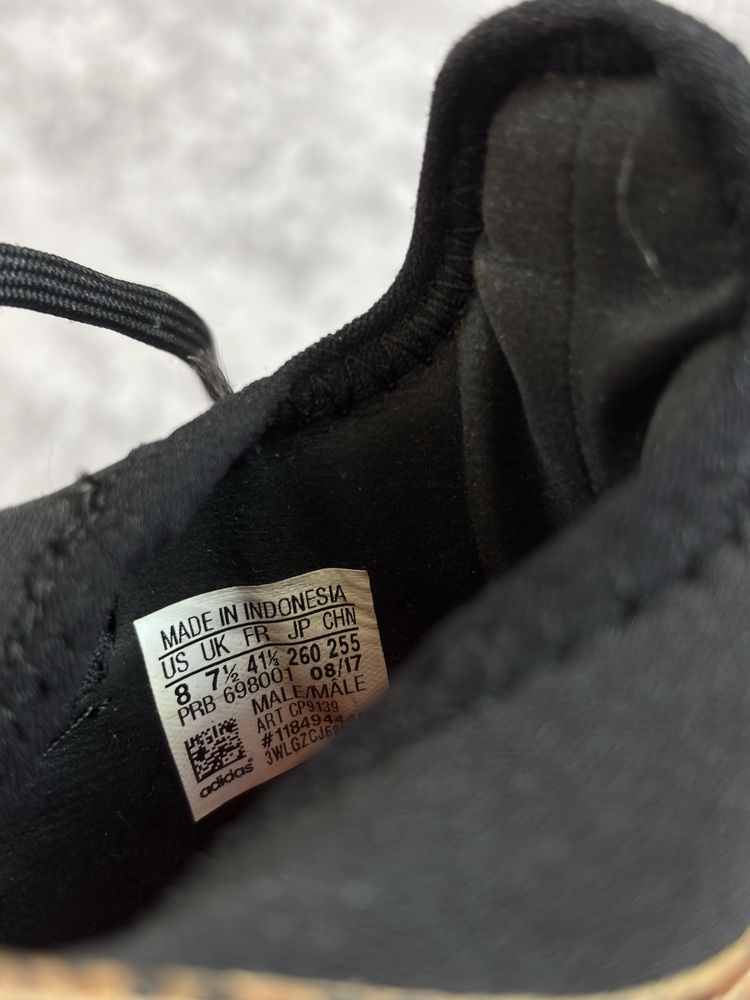 MADE IN INDONESIA
US UK FR JP CHN
8 7½ 41⅓ 260 255
PRB 698001 08/17
MALE/MÂLE
ART CP9139
adidas